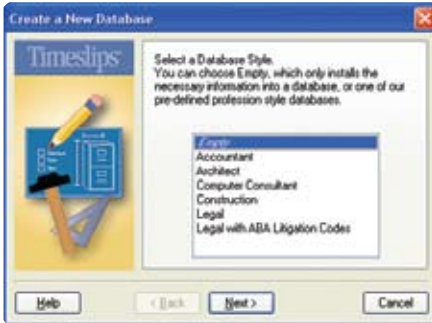 Create a New Database
Timeslips
Select a Database Style.
You can choose Empty, which only installs the
necessary information into a database, or one of our
pre-defined profession style databases.
Empty
Accountant
Architect
Computer Consultant
Construction
Legal
Legal with ABA Litigation Codes
Help
< Back
Next >
Cancel